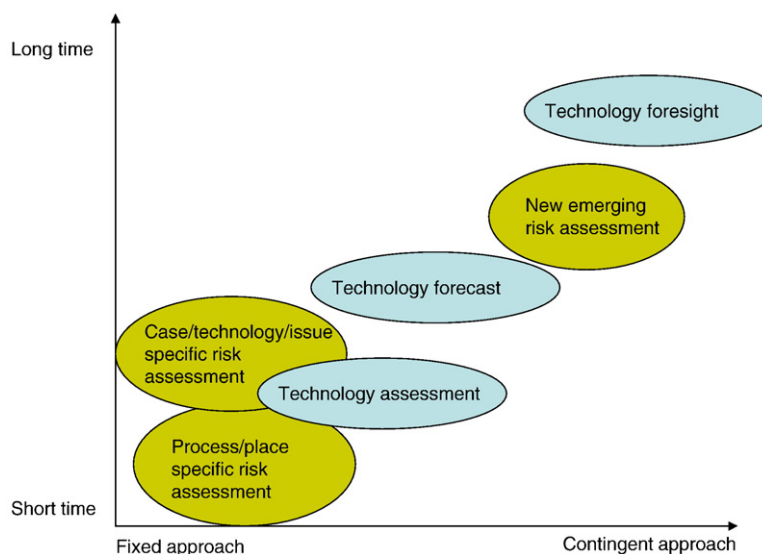 Long time
Technology foresight
New emerging
risk assessment
Technology forecast
Case/technology/issue
specific risk
assessment
Technology assessment
Process/place
specific risk
assessment
Short time
Fixed approach
Contingent approach